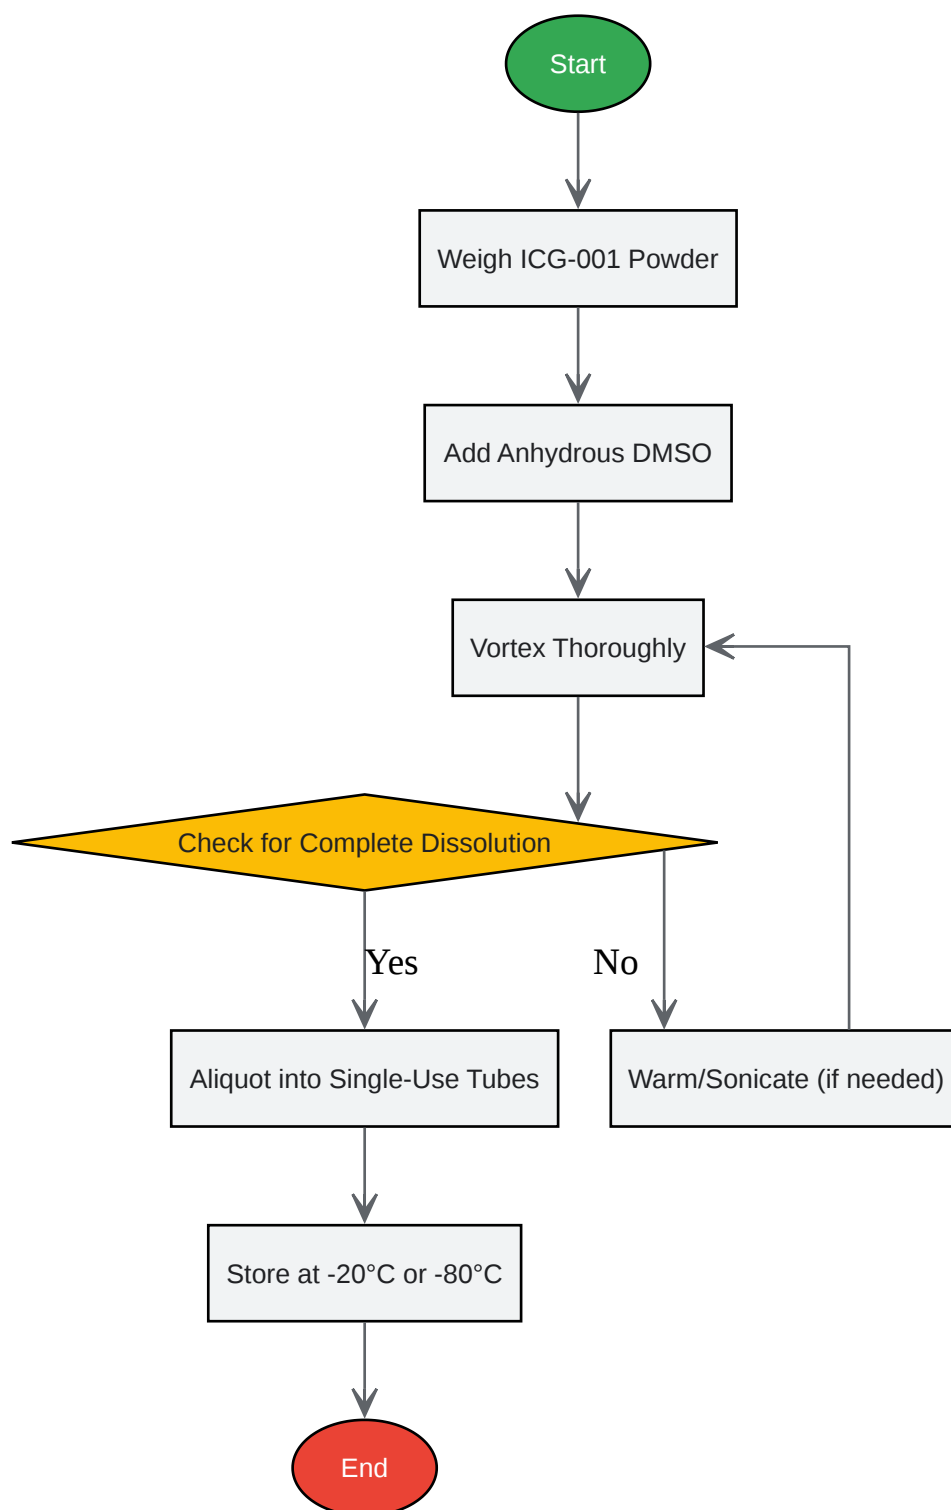 Start
Weigh ICG-001 Powder
Add Anhydrous DMSO
Vortex Thoroughly
Check for Complete Dissolution
Yes
No
Aliquot into Single-Use Tubes
Warm/Sonicate (if needed)
Store at -20°C or -80°C
End